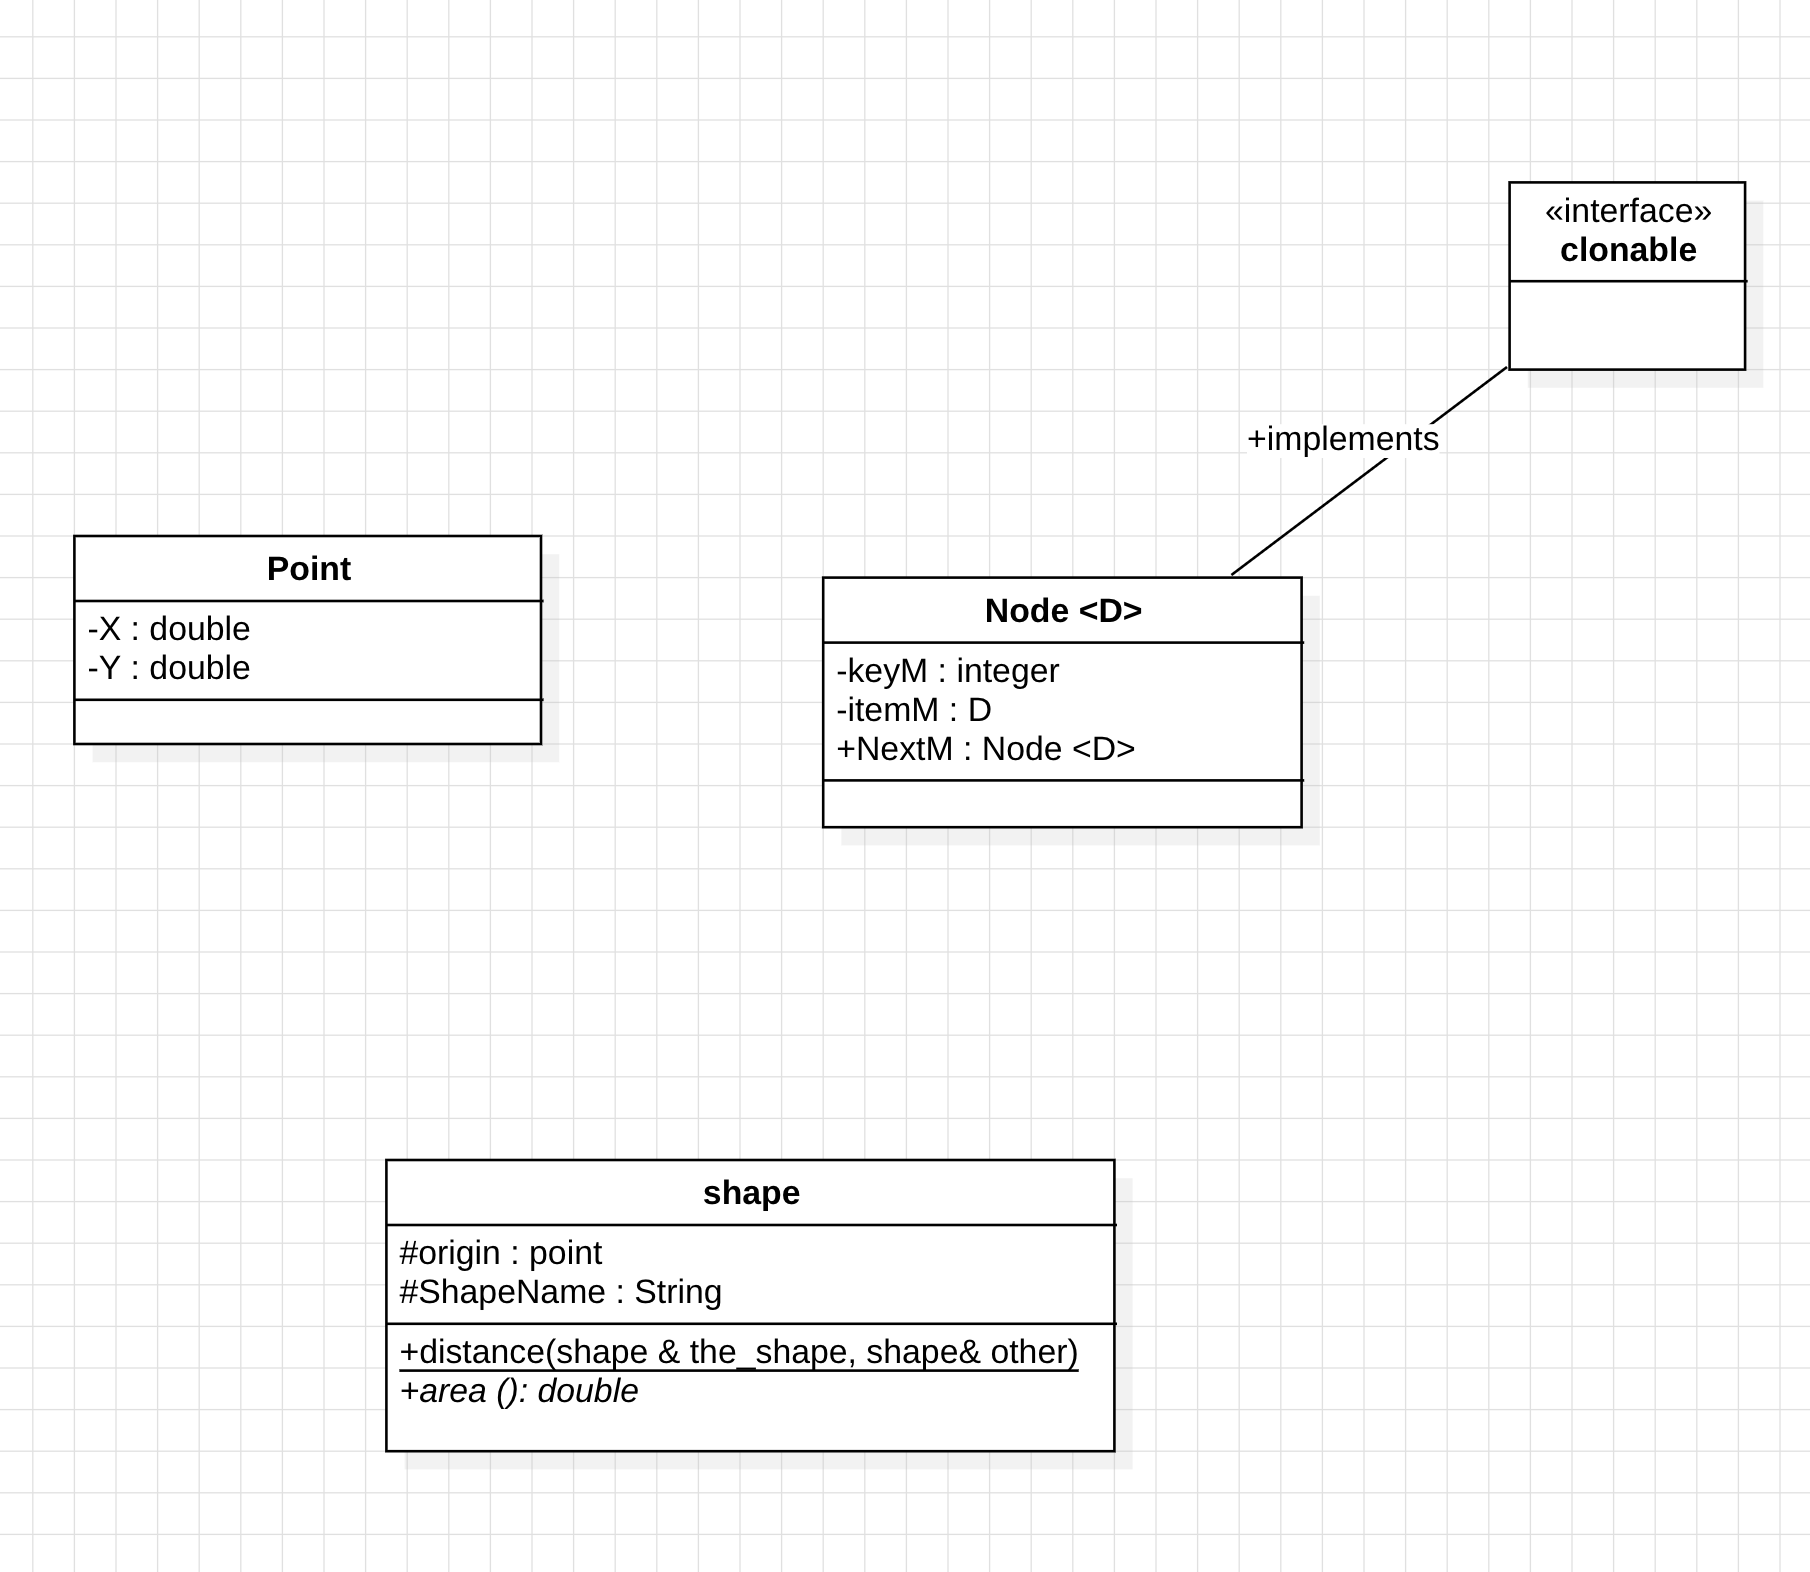 «interface»
clonable
+implements
Point
-X : double
-Y : double
Node <D>
-keyM : integer
-itemM : D
+NextM : Node <D>
shape
#origin : point
#ShapeName : String
+distance(shape & the_shape, shape& other)
+area (): double